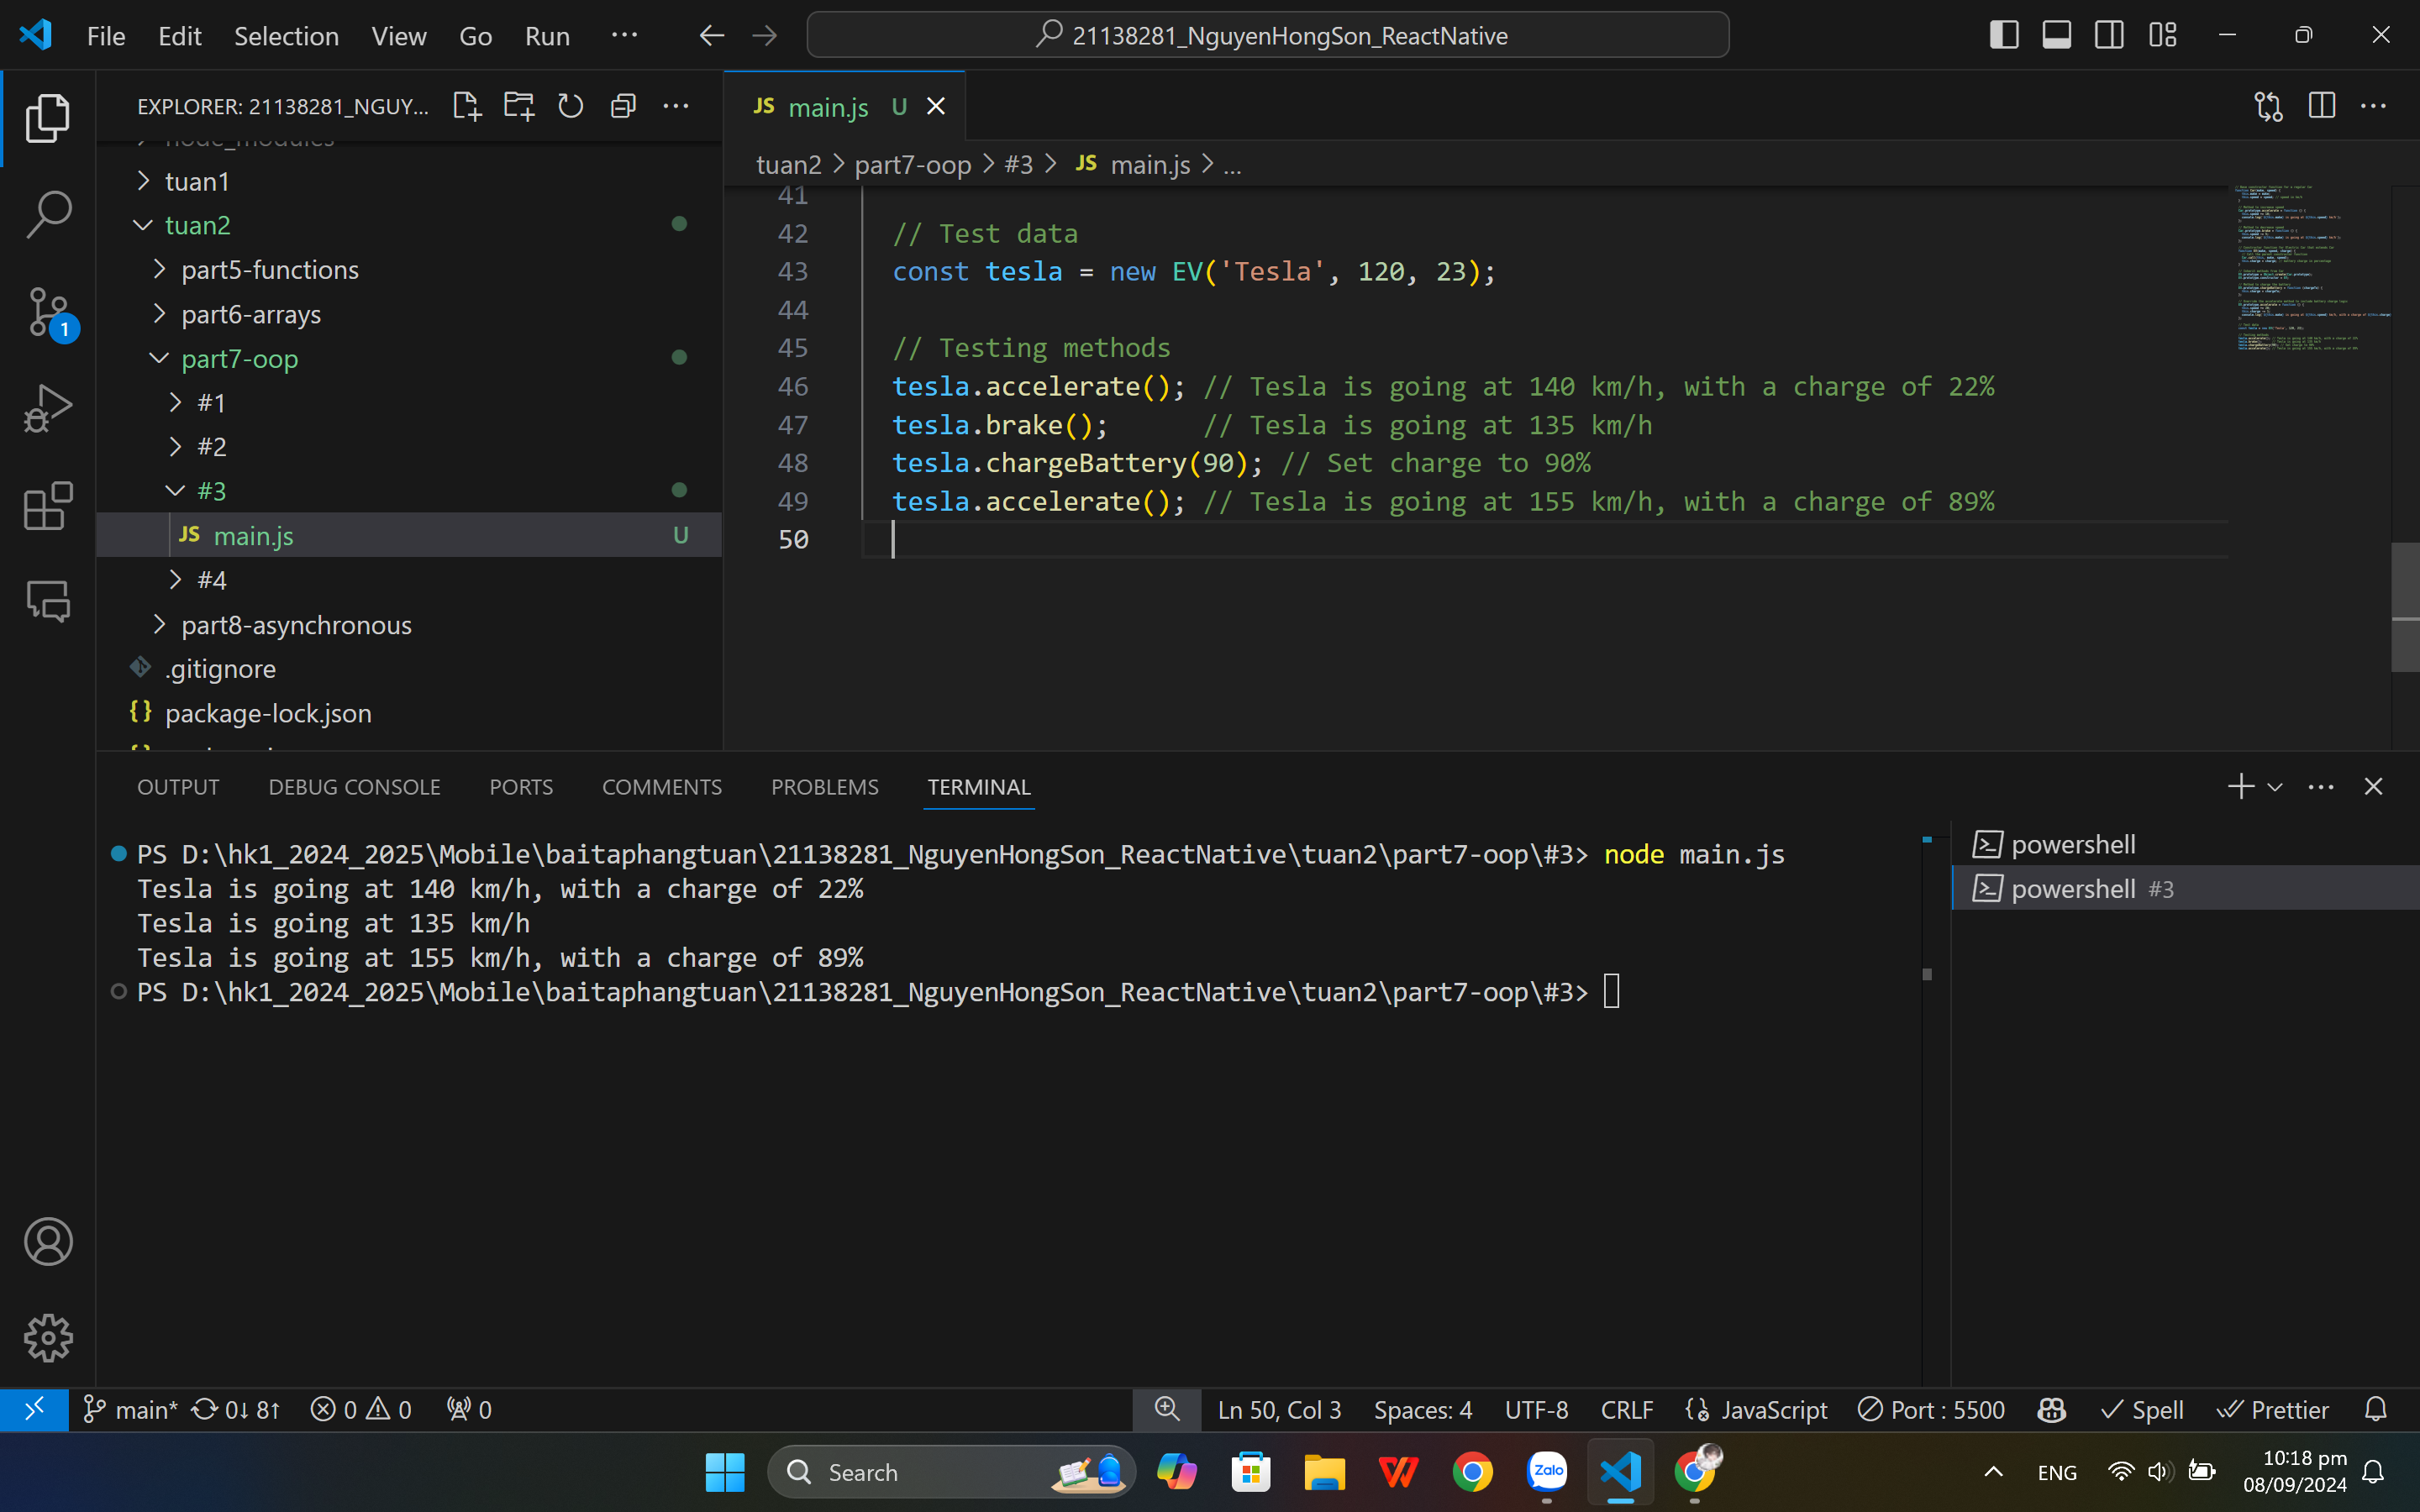 File Edit Selection View Go Run ··· 21138281_NguyenHongSon_ReactNative
EXPLORER: 21138281_NGUY...
node_modules
tuan1
tuan2
part5-functions
part6-arrays
part7-oop
#1
#2
#3
JS main.js U
#4
part8-asynchronous
.gitignore
{} package-lock.json
1
JS main.js U
tuan2 > part7-oop > #3 > JS main.js > ...
41
42 // Test data
43 const tesla = new EV('Tesla', 120, 23);
44
45 // Testing methods
46 tesla.accelerate(); // Tesla is going at 140 km/h, with a charge of 22%
47 tesla.brake();      // Tesla is going at 135 km/h
48 tesla.chargeBattery(90); // Set charge to 90%
49 tesla.accelerate(); // Tesla is going at 155 km/h, with a charge of 89%
50
OUTPUT DEBUG CONSOLE PORTS COMMENTS PROBLEMS TERMINAL
PS D:\hk1_2024_2025\Mobile\baitaphangtuan\21138281_NguyenHongSon_ReactNative\tuan2\part7-oop\#3> node main.js
Tesla is going at 140 km/h, with a charge of 22%
Tesla is going at 135 km/h
Tesla is going at 155 km/h, with a charge of 89%
PS D:\hk1_2024_2025\Mobile\baitaphangtuan\21138281_NguyenHongSon_ReactNative\tuan2\part7-oop\#3>
powershell
powershell #3
main* 0↓ 8↑ 0 0 0 Ln 50, Col 3 Spaces: 4 UTF-8 CRLF JavaScript Port : 5500 Spell Prettier
Search Zalo ENG 10:18 pm
08/09/2024